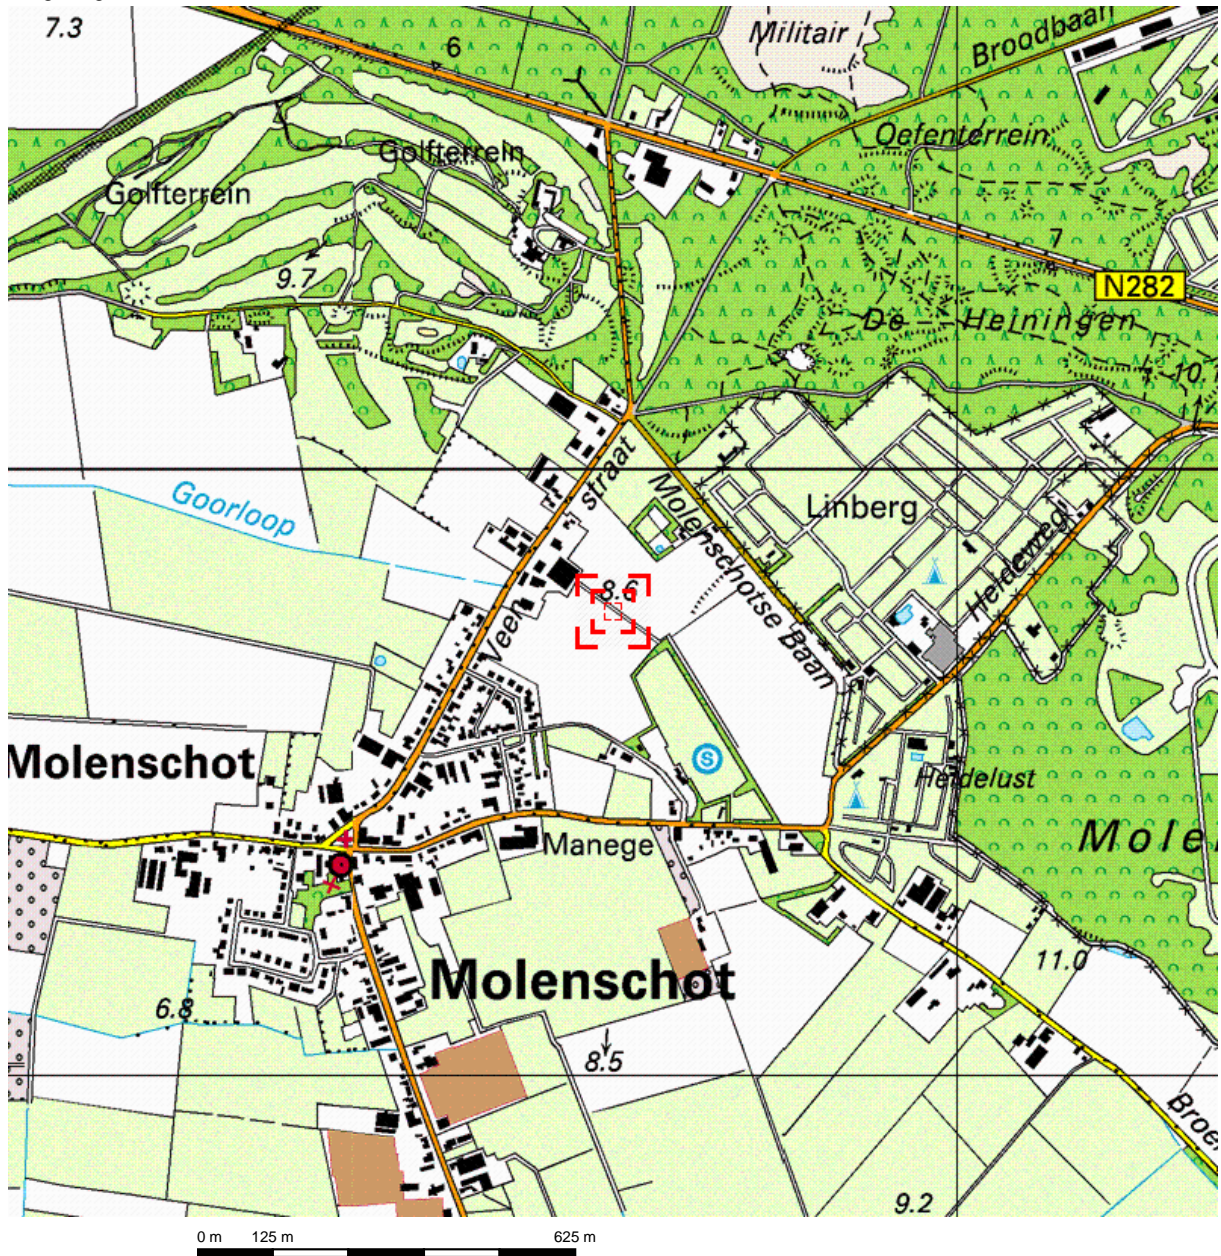 7.3
Militair
Broodbaan
6
Oefenterrein
Golfterrein
Golfterrein
7
9.7
N282
De Heiningen
10.1
straat
Molenschotse Baan
Goorloop
Linberg
Heideweg
8.6
Veen
Molenschot
S
Heidelust
Manege
Mole
Molenschot
11.0
6.8
8.5
Broe
9.2
0 m 125 m 625 m